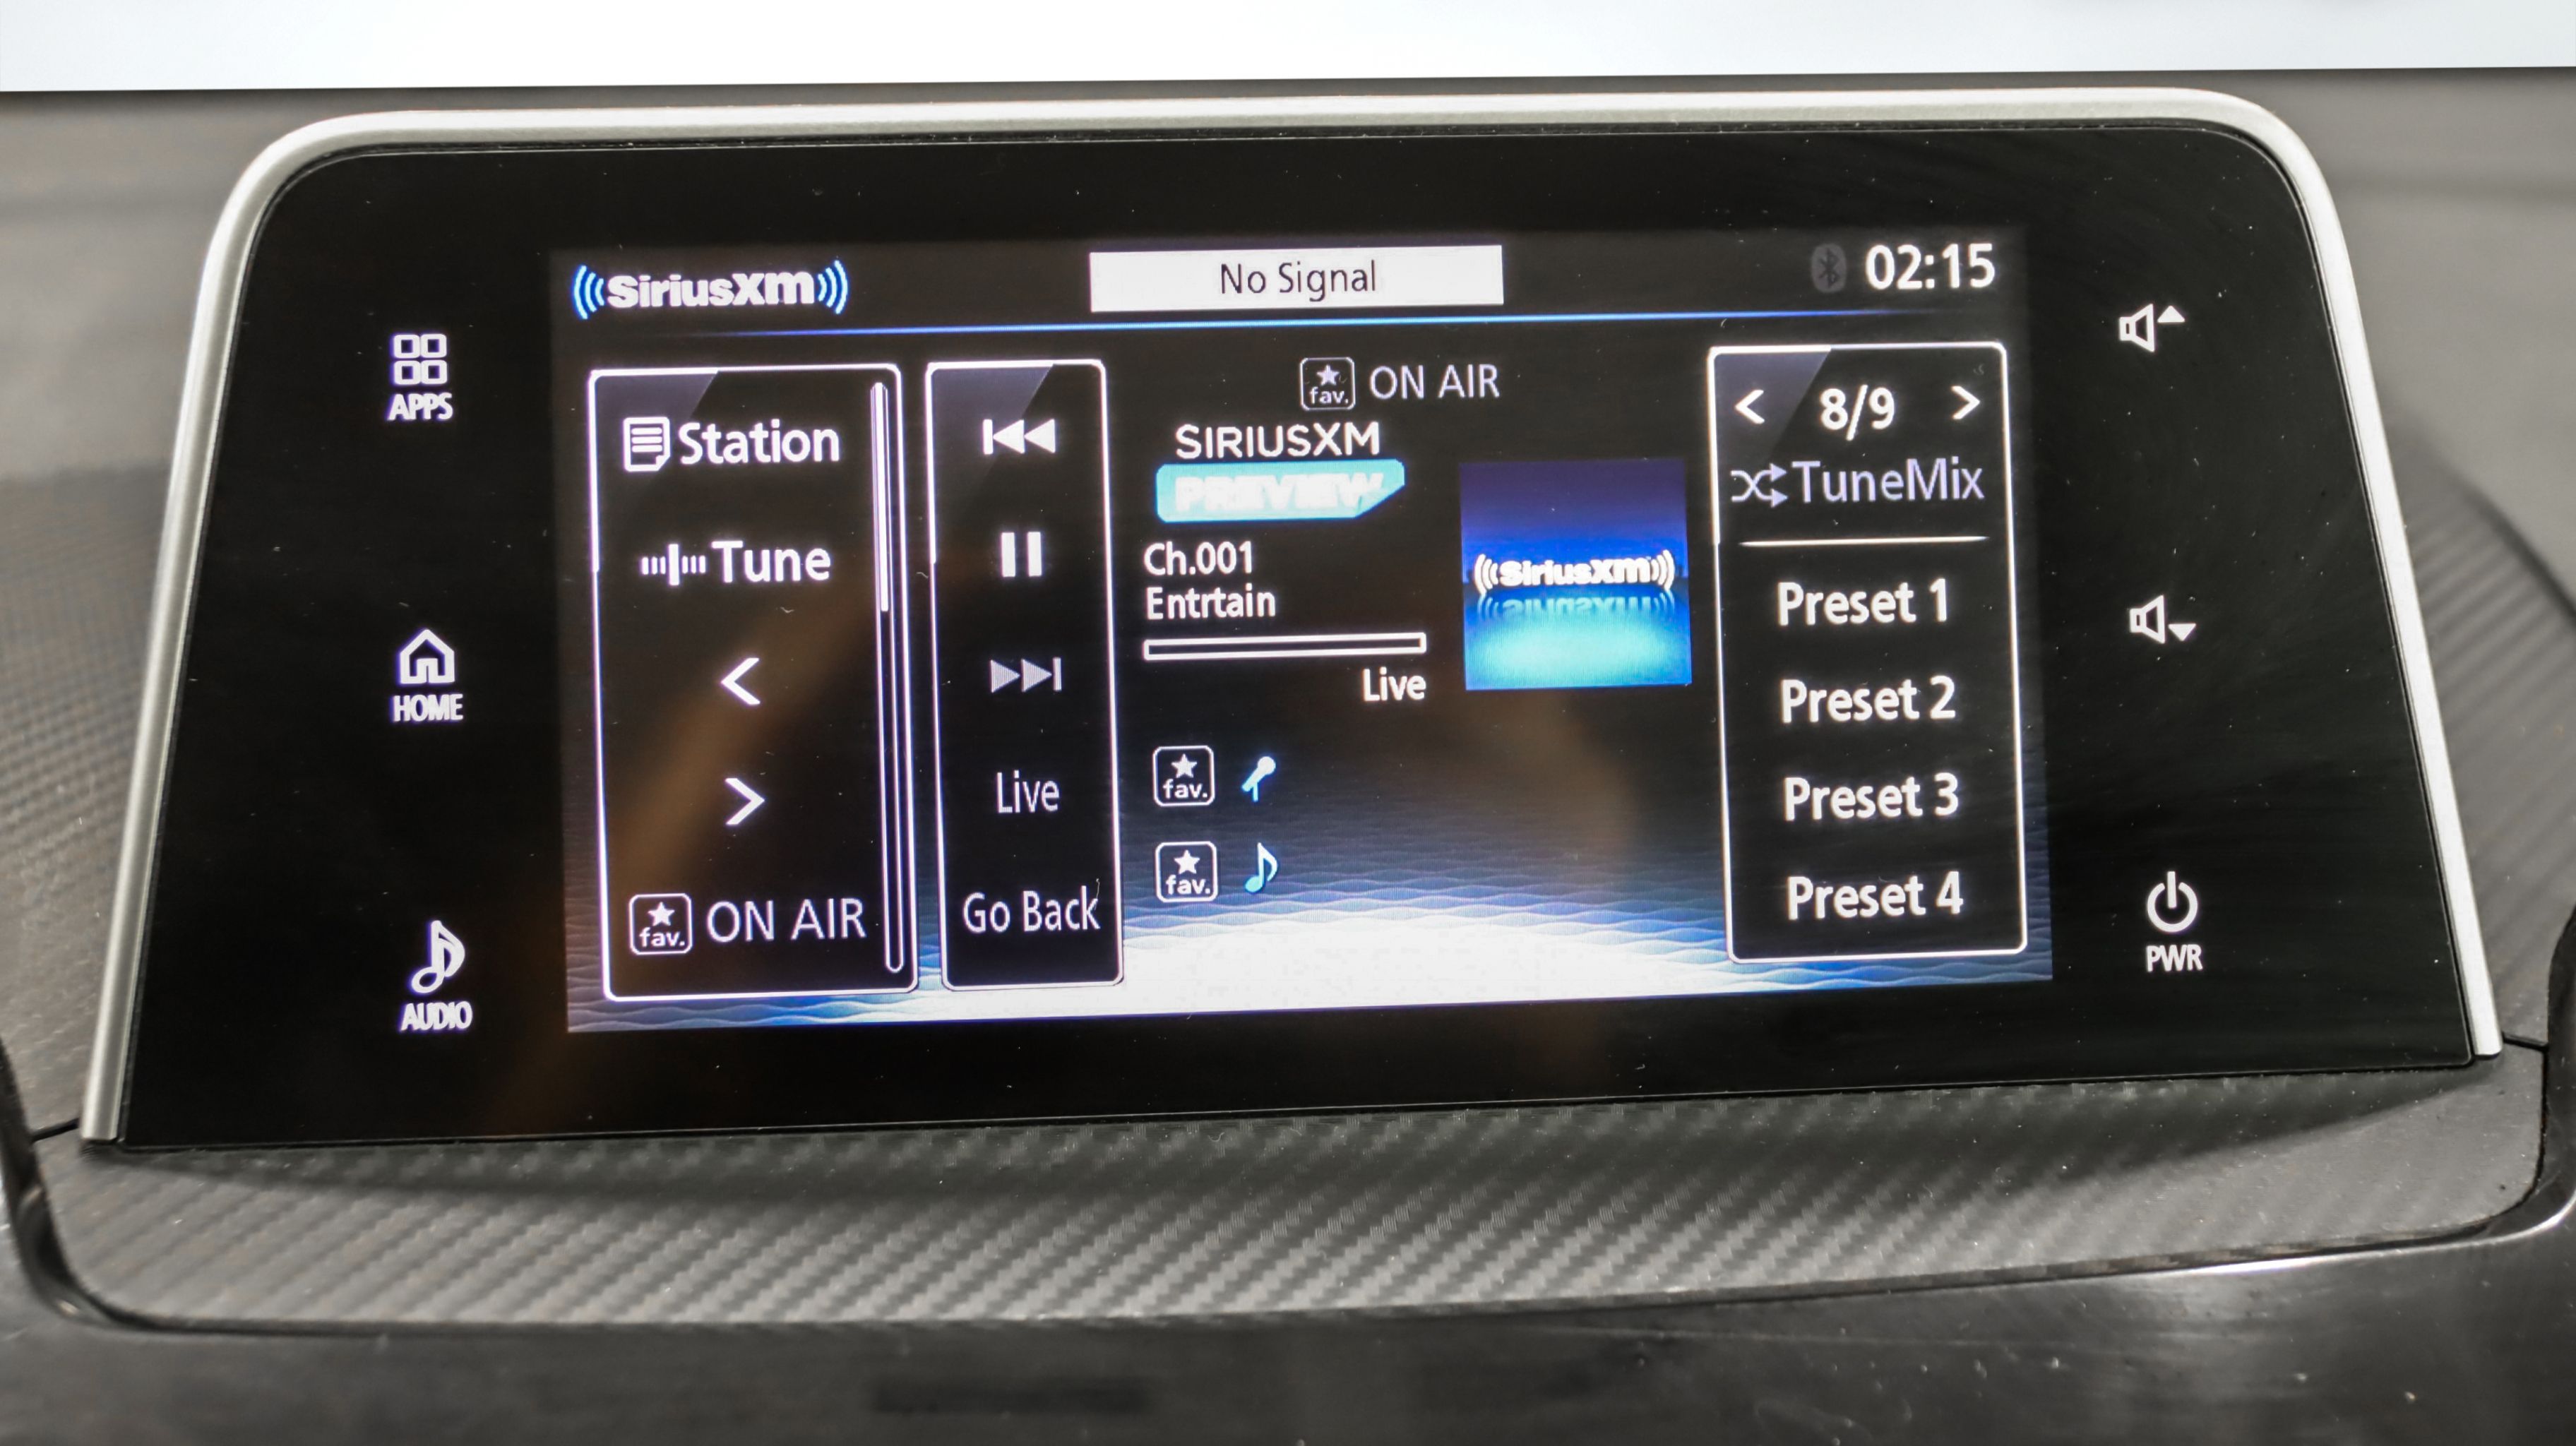 SiriusXM
No Signal
02:15
APPS
HOME
AUDIO
Station
Tune
fav. ON AIR
Live
Go Back
fav. ON AIR
SIRIUSXM
PREVIEW
Ch.001
Entrtain
Live
fav.
fav.
SiriusXM
8/9
TuneMix
Preset 1
Preset 2
Preset 3
Preset 4
PWR